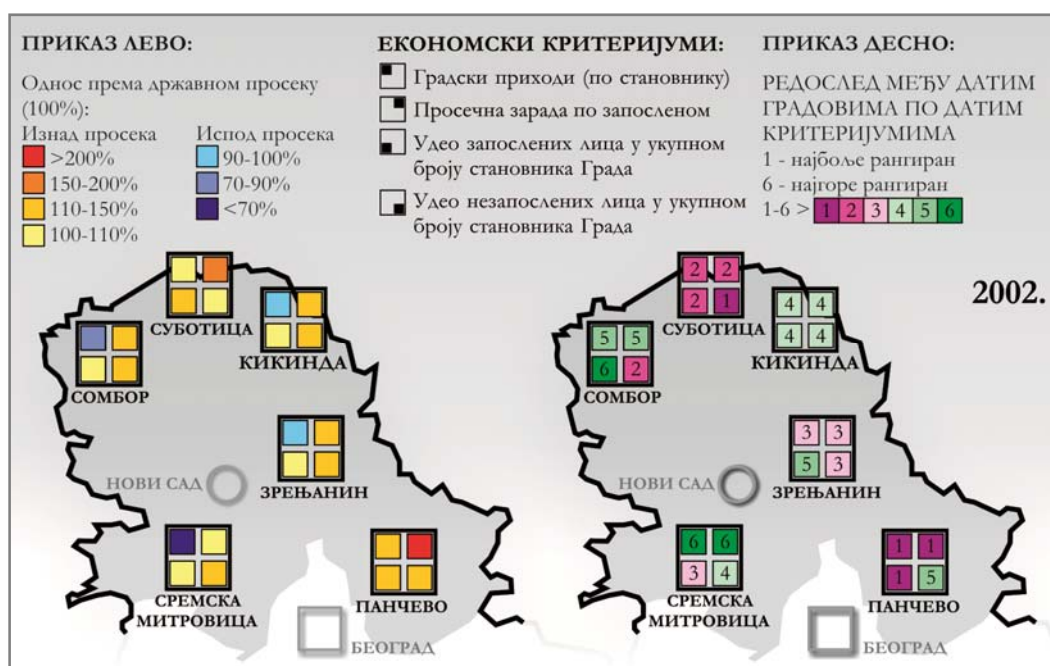 ПРИКАЗ ЛЕВО:
Однос према државном просеку
(100%):
Изнад просека
>200%
150-200%
110-150%
100-110%
Испод просека
90-100%
70-90%
<70%
ЕКОНОМСКИ КРИТЕРИЈУМИ:
Градски приходи (по становнику)
Просечна зарада по запосленом
Удео запослених лица у укупном
броју становника Града
Удео незапослених лица у укупном
броју становника Града
ПРИКАЗ ДЕСНО:
РЕДОСЛЕД МЕЂУ ДАТИМ
ГРАДОВИМА ПО ДАТИМ
КРИТЕРИЈУМИМА
1 - најбоље рангиран
6 - најгоре рангиран
1-6 > 1 2 3 4 5 6
2002.
СУБОТИЦА
КИКИНДА
СОМБОР
НОВИ САД
ЗРЕЊАНИН
СРЕМСКА
МИТРОВИЦА
ПАНЧЕВО
БЕОГРАД
2 2
2 1
СУБОТИЦА
4 4
4 4
КИКИНДА
5 5
6 2
СОМБОР
3 3
5 3
НОВИ САД
ЗРЕЊАНИН
6 6
3 4
СРЕМСКА
МИТРОВИЦА
1 1
1 5
ПАНЧЕВО
БЕОГРАД